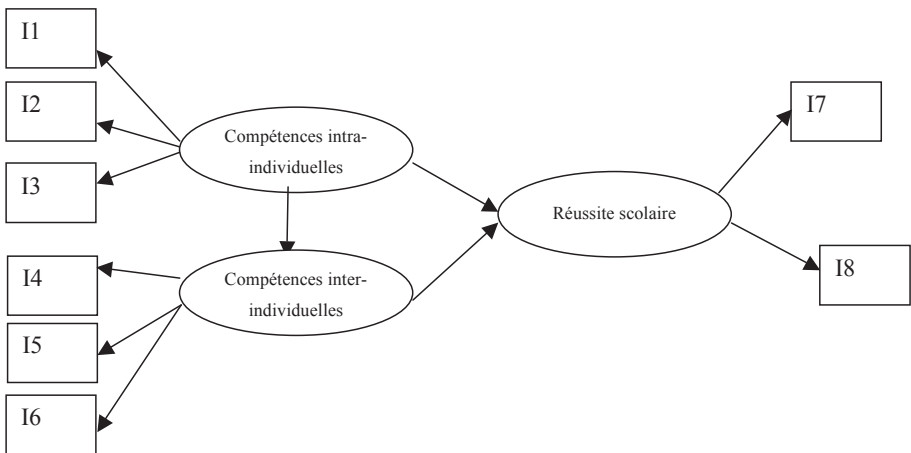 I1
I2
I3
Compétences intra-
individuelles
I4
I5
I6
Compétences inter-
individuelles
Réussite scolaire
I7
I8